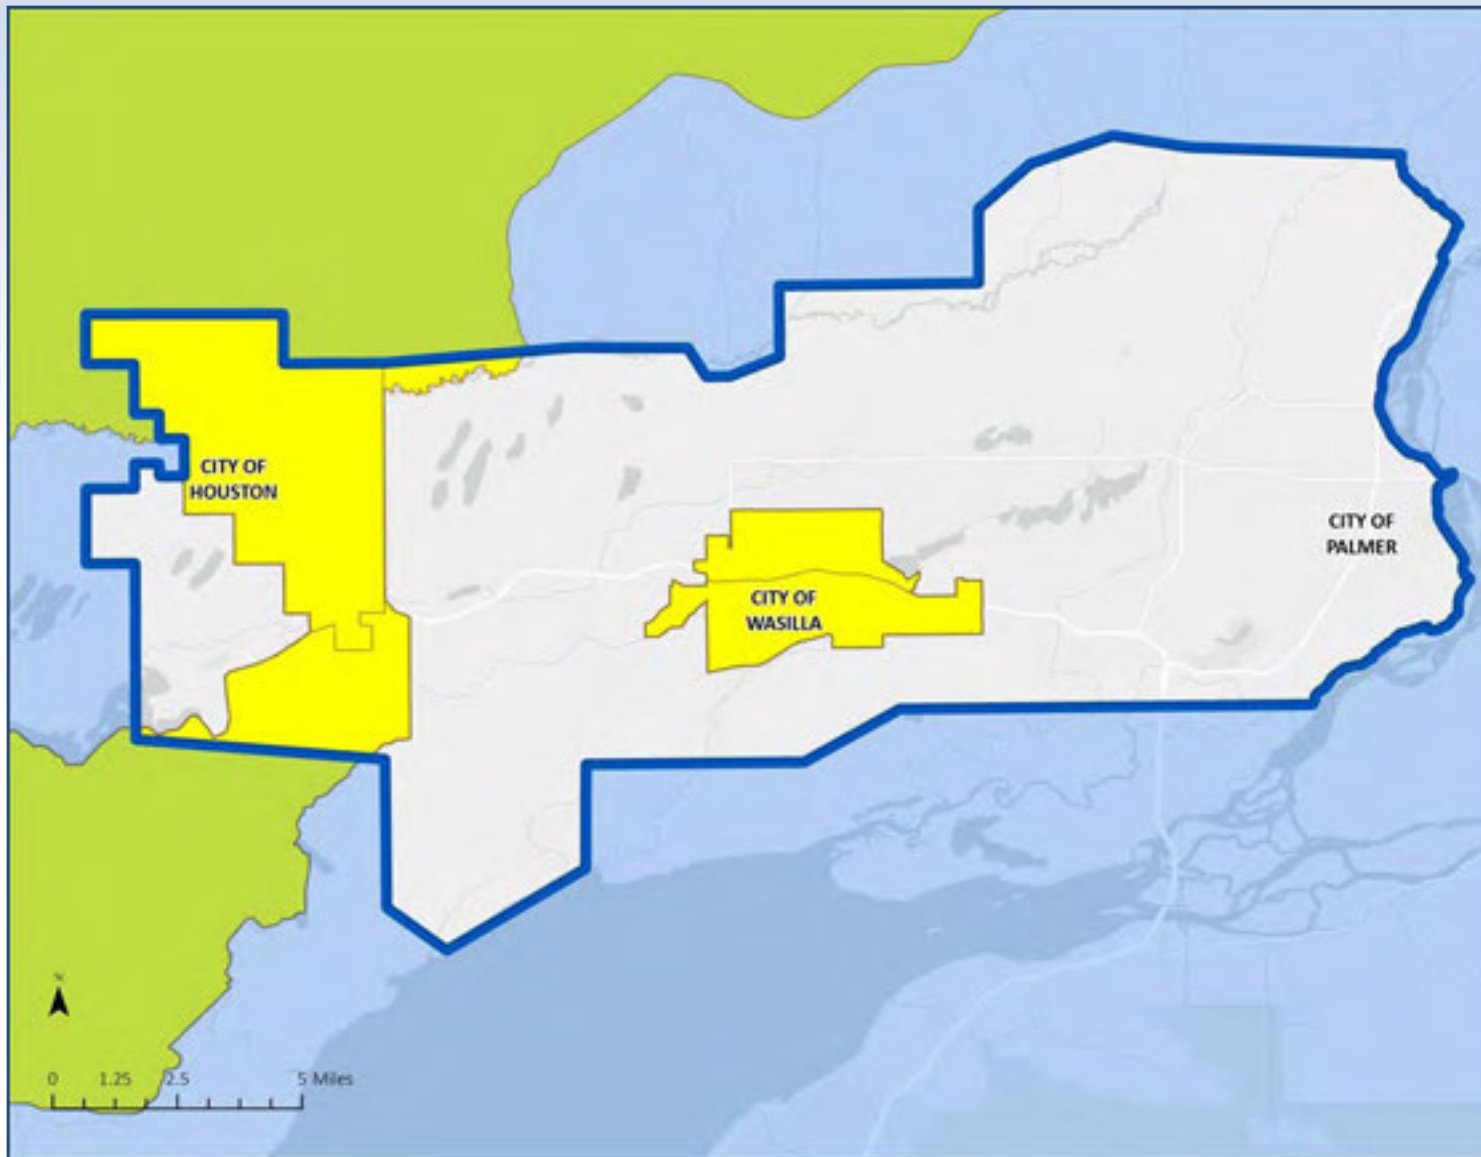 CITY OF
HOUSTON
CITY OF
WASILLA
CITY OF
PALMER
N
0 1.25 2.5 5 Miles